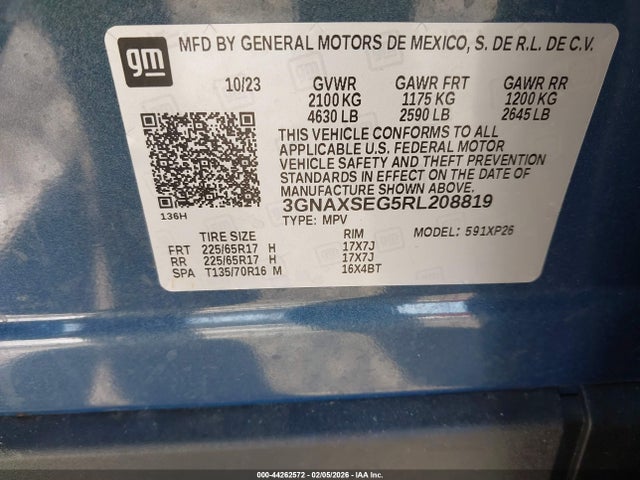 gm
MFD BY GENERAL MOTORS DE MEXICO, S. DE R.L. DE C.V.
10/23 GVWR GAWR FRT GAWR RR
2100 KG 1175 KG 1200 KG
4630 LB 2590 LB 2645 LB
THIS VEHICLE CONFORMS TO ALL
APPLICABLE U.S. FEDERAL MOTOR
VEHICLE SAFETY AND THEFT PREVENTION
STANDARDS IN EFFECT ON THE DATE OF
MANUFACTURE SHOWN ABOVE.
136H 3GNAXSEG5RL208819
TYPE: MPV
TIRE SIZE RIM MODEL: 591XP26
FRT 225/65R17 H 17X7J
RR 225/65R17 H 17X7J
SPA T135/70R16 M 16X4BT
000-44262572 — 02/05/2026 — IAA Inc.